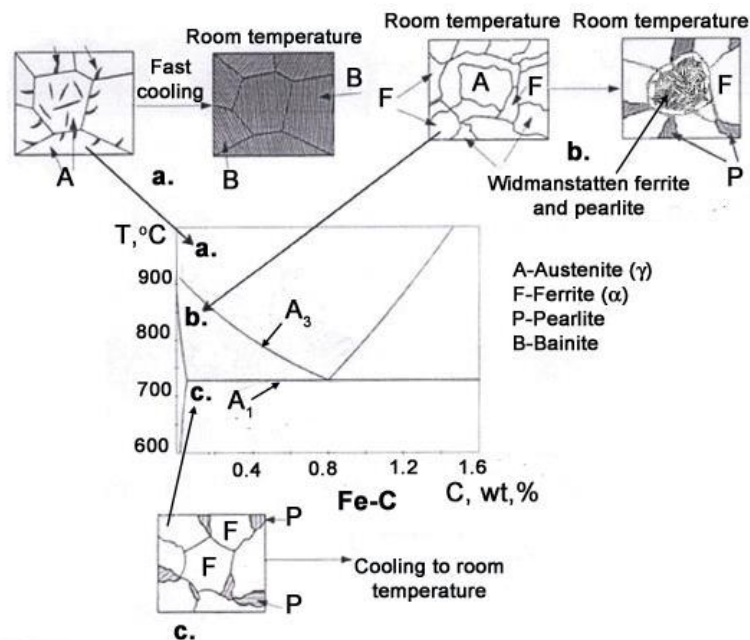 Room temperature
Fast
cooling
B
A
a.
B
Room temperature
Room temperature
F
A
F
F
b.
P
Widmanstatten ferrite
and pearlite
T,°C
a.
900
b.
A3
800
700
c.
A1
600
0.4
0.8
1.2
1.6
Fe-C
C, wt,%
A-Austenite (γ)
F-Ferrite (α)
P-Pearlite
B-Bainite
F
P
F
P
c.
Cooling to room
temperature